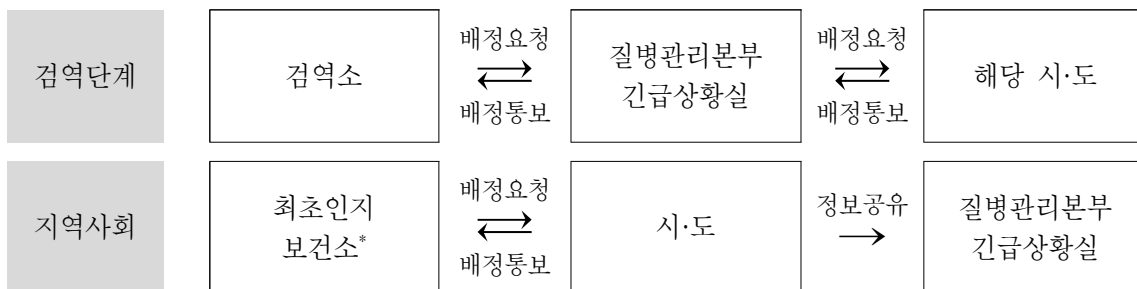 검역단계
검역소
배정요청
배정통보
질병관리본부
긴급상황실
배정요청
배정통보
해당 시·도
지역사회
최초인지
보건소*
배정요청
배정통보
시·도
정보공유
질병관리본부
긴급상황실